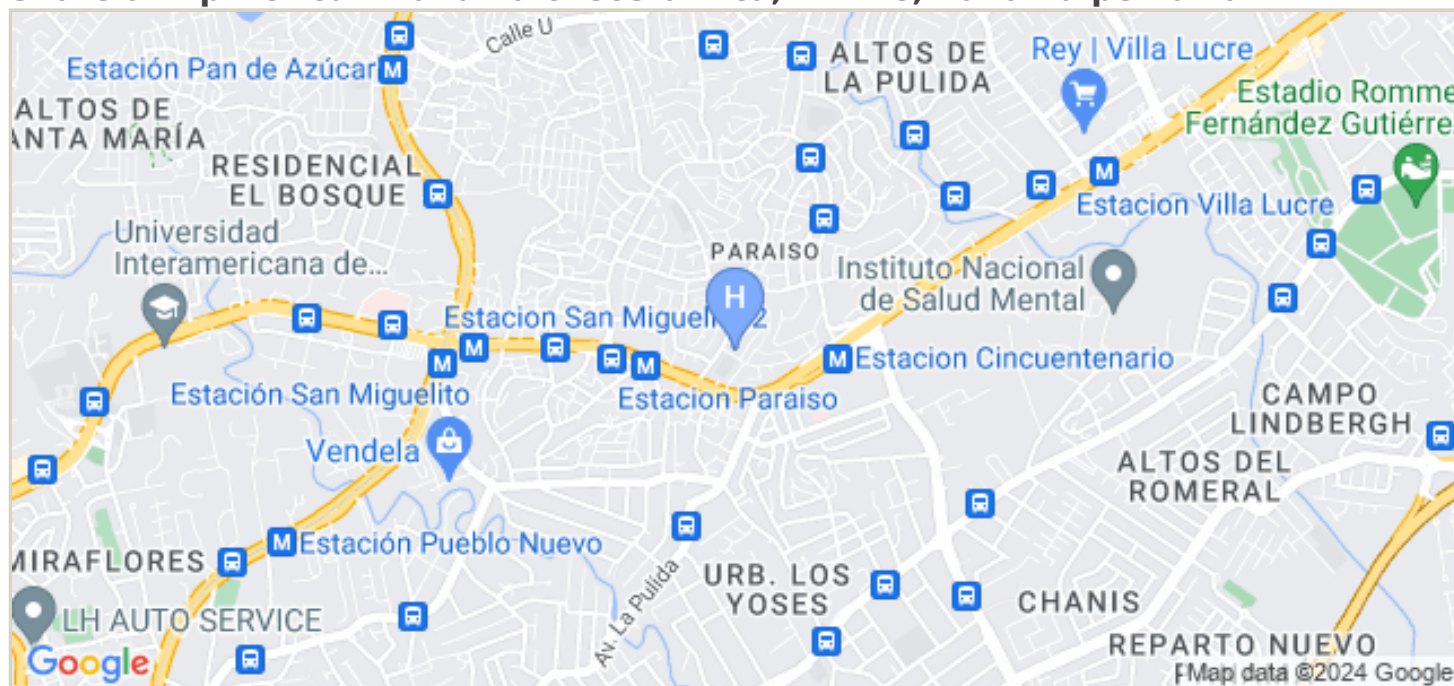 Calle U
Estación Pan de Azúcar
M
ALTOS DE
LA PULIDA
Rey | Villa Lucre
ALTOS DE
ANTA MARÍA
Estadio Romme
Fernández Gutiérre
RESIDENCIAL
EL BOSQUE
M
Estacion Villa Lucre
Universidad
Interamericana de...
PARAISO
Instituto Nacional
de Salud Mental
H
Estacion San Miguelit
2
M
M
M
M
Estacion Cincuentenario
Estación San Miguelito
Estacion Paraiso
CAMPO
LINDBERGH
Vendela
ALTOS DEL
ROMERAL
MIRAFLORES
M
Estación Pueblo Nuevo
URB. LOS
YOSES
Av. La Pulida
CHANIS
LH AUTO SERVICE
REPARTO NUEVO
Google
Map data ©2024 Google